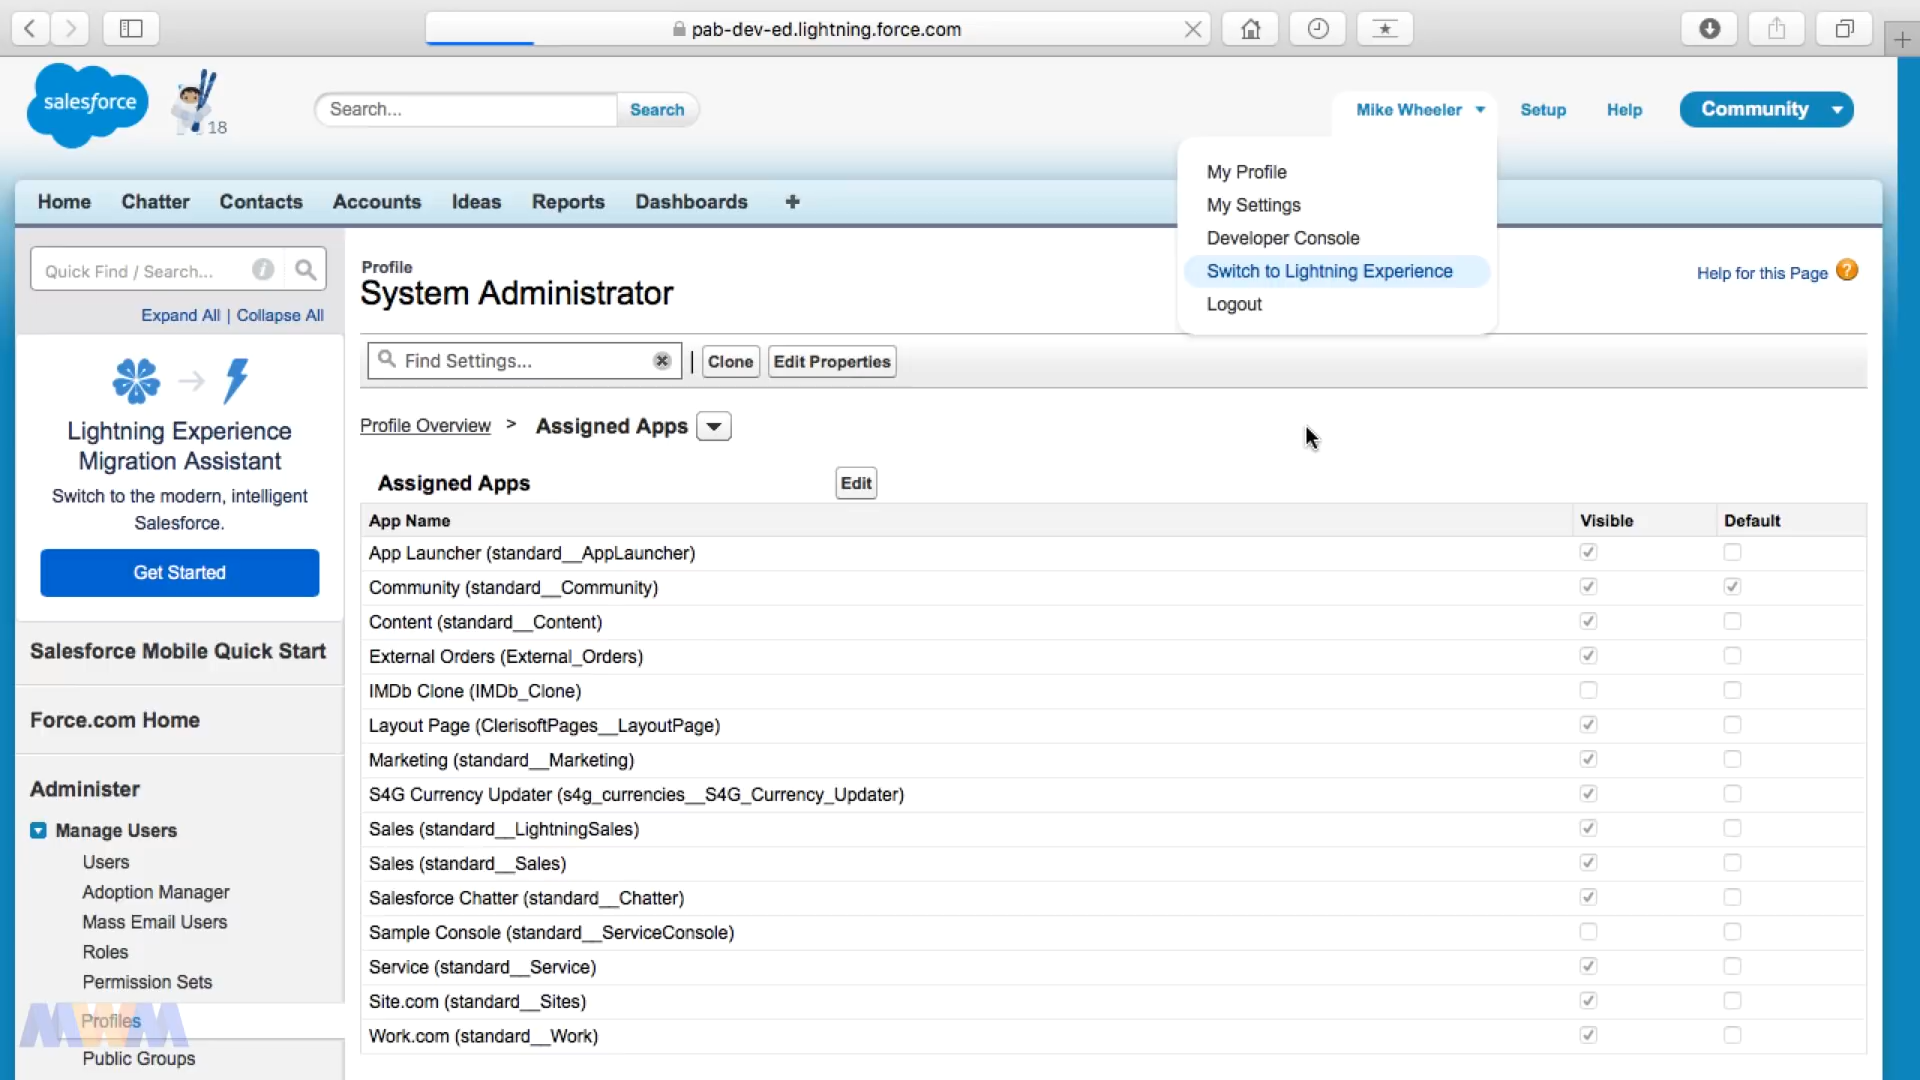 pab-dev-ed.lightning.force.com
salesforce
18
Search...
Search
Mike Wheeler
Setup
Help
Community
My Profile
My Settings
Developer Console
Switch to Lightning Experience
Logout
Home
Chatter
Contacts
Accounts
Ideas
Reports
Dashboards
+
Quick Find / Search...
i
Expand All | Collapse All
Lightning Experience
Migration Assistant
Switch to the modern, intelligent
Salesforce.
Get Started
Salesforce Mobile Quick Start
Force.com Home
Administer
Manage Users
Users
Adoption Manager
Mass Email Users
Roles
Permission Sets
Profiles
MWM
Public Groups
Profile
System Administrator
Help for this Page ?
Find Settings...
Clone
Edit Properties
Profile Overview > Assigned Apps
Assigned Apps
Edit
App Name Visible Default
App Launcher (standard__AppLauncher)
Community (standard__Community)
Content (standard__Content)
External Orders (External_Orders)
IMDb Clone (IMDb_Clone)
Layout Page (ClerisoftPages__LayoutPage)
Marketing (standard__Marketing)
S4G Currency Updater (s4g_currencies__S4G_Currency_Updater)
Sales (standard__LightningSales)
Sales (standard__Sales)
Salesforce Chatter (standard__Chatter)
Sample Console (standard__ServiceConsole)
Service (standard__Service)
Site.com (standard__Sites)
Work.com (standard__Work)